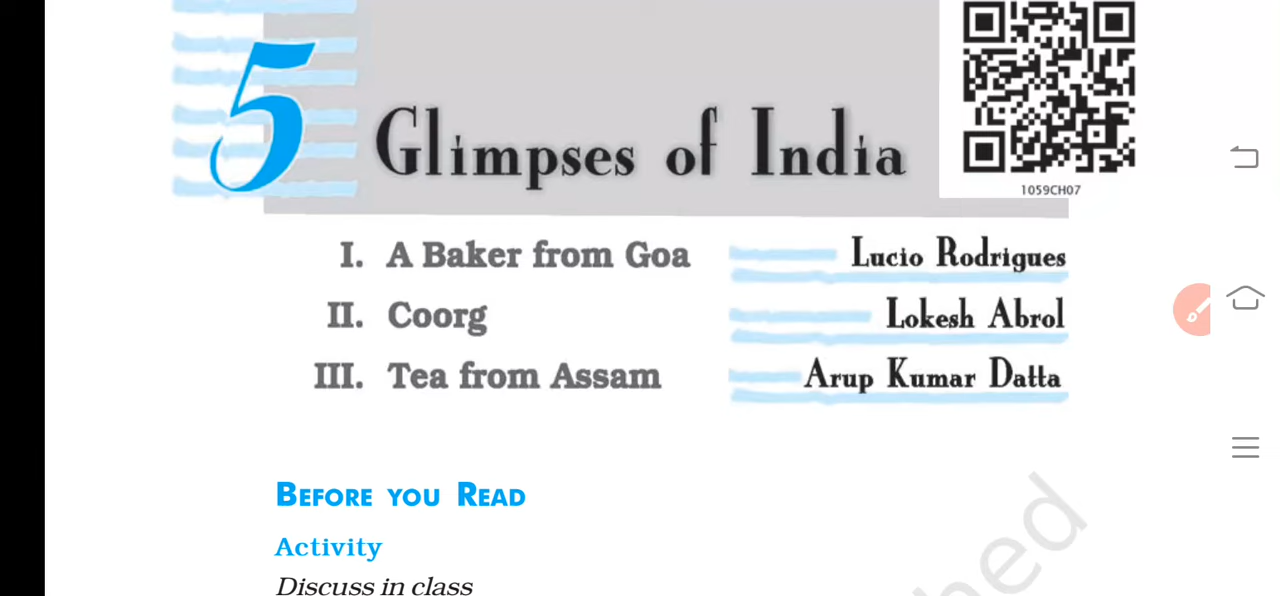 5 Glimpses of India
1059CH07
I. A Baker from Goa Lucio Rodrigues
II. Coorg Lokesh Abrol
III. Tea from Assam Arup Kumar Datta
BEFORE YOU READ
Activity
Discuss in class